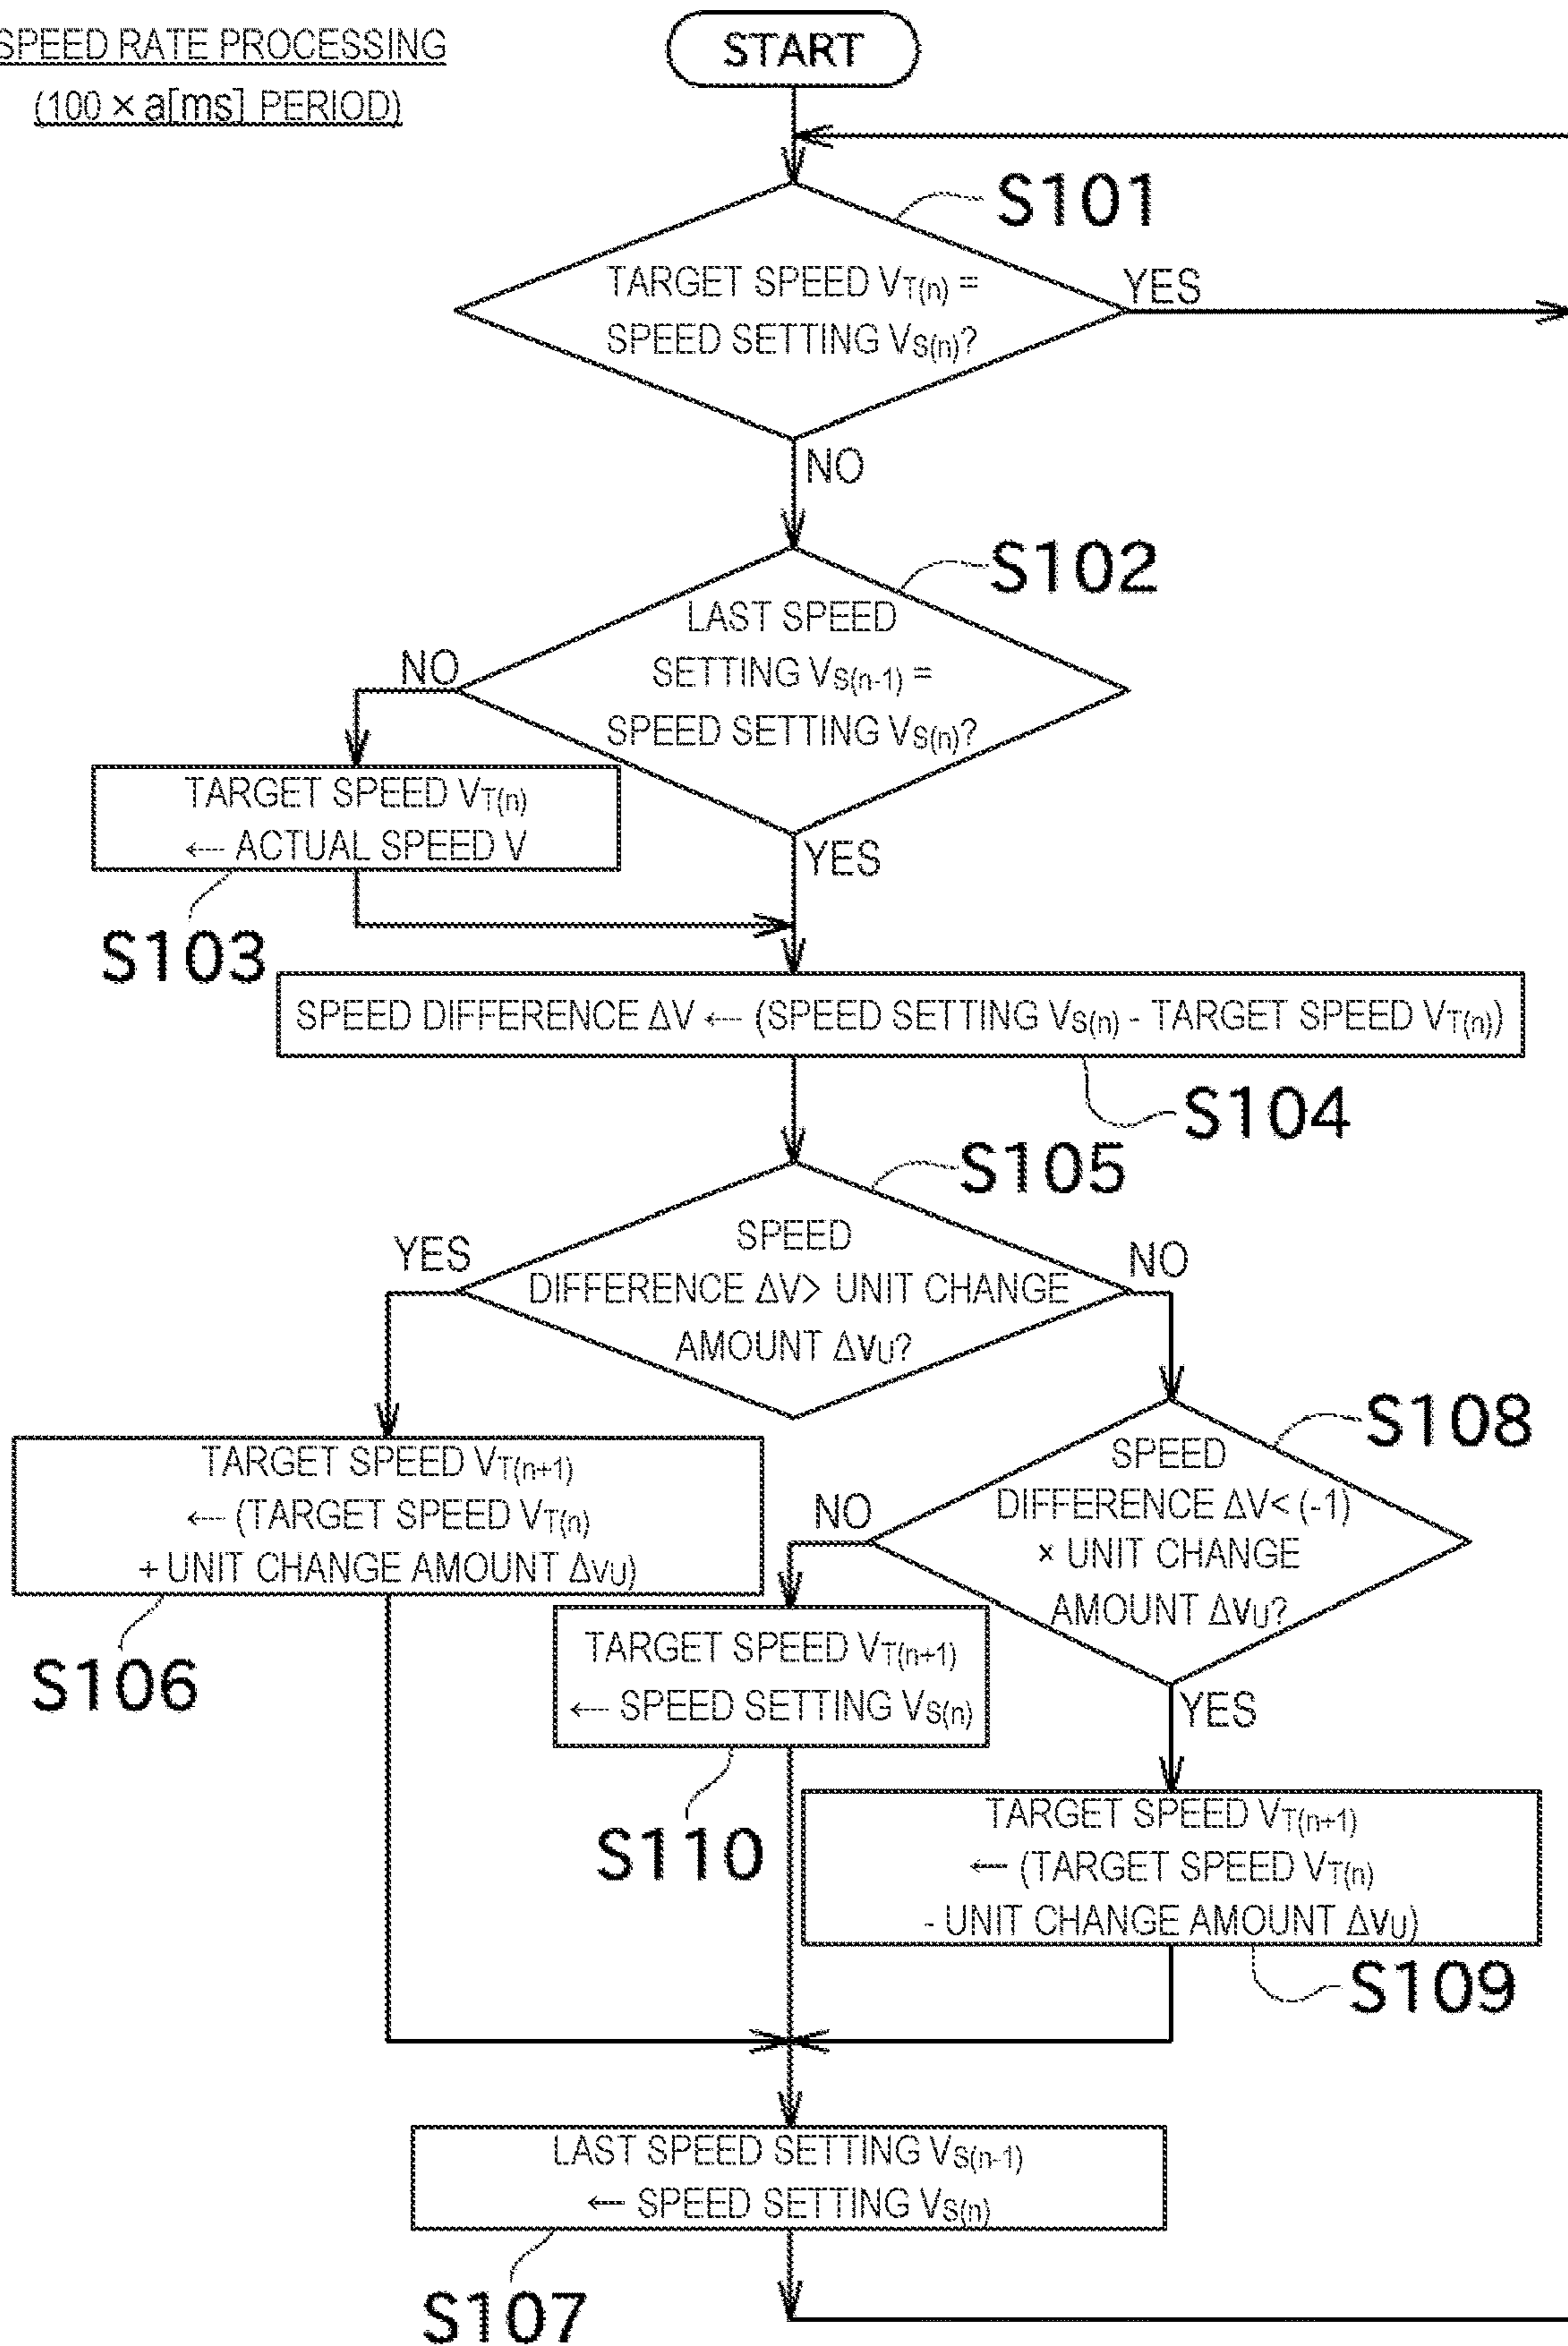 SPEED RATE PROCESSING
(100 × a[ms] PERIOD)
START
S101
TARGET SPEED VT(n) =
SPEED SETTING VS(n)?
YES
NO
S102
LAST SPEED
SETTING VS(n-1) =
SPEED SETTING VS(n)?
NO
YES
TARGET SPEED VT(n)
← ACTUAL SPEED V
S103
SPEED DIFFERENCE ΔV ← (SPEED SETTING VS(n) - TARGET SPEED VT(n))
S104
S105
SPEED
DIFFERENCE ΔV> UNIT CHANGE
AMOUNT ΔvU?
YES
NO
TARGET SPEED VT(n+1)
← (TARGET SPEED VT(n)
+ UNIT CHANGE AMOUNT ΔvU)
S106
S108
SPEED
DIFFERENCE ΔV< (-1)
× UNIT CHANGE
AMOUNT ΔvU?
NO
YES
TARGET SPEED VT(n+1)
← SPEED SETTING VS(n)
S110
TARGET SPEED VT(n+1)
← (TARGET SPEED VT(n)
- UNIT CHANGE AMOUNT ΔvU)
S109
LAST SPEED SETTING VS(n-1)
← SPEED SETTING VS(n)
S107